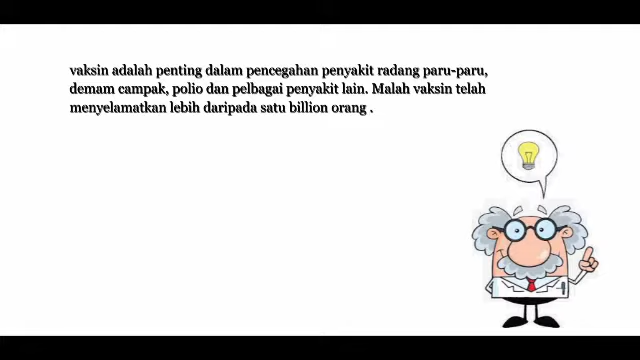 vaksin adalah penting dalam pencegahan penyakit radang paru-paru,
demam campak, polio dan pelbagai penyakit lain. Malah vaksin telah
menyelamatkan lebih daripada satu billion orang .